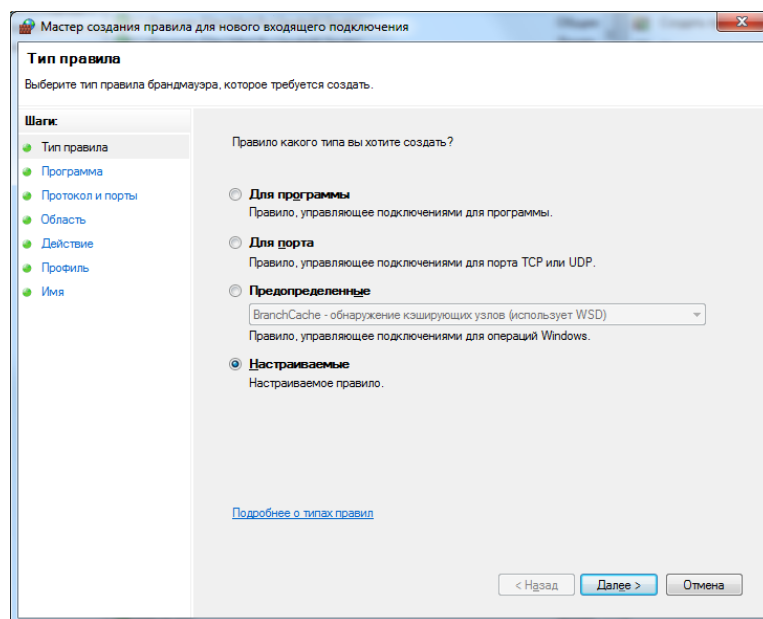 Мастер создания правила для нового входящего подключения
Тип правила
Выберите тип правила брандмауэра, которое требуется создать.
Шаги:
Тип правила
Программа
Протокол и порты
Область
Действие
Профиль
Имя
Правило какого типа вы хотите создать?
Для программы
Правило, управляющее подключениями для программы.
Для порта
Правило, управляющее подключениями для порта TCP или UDP.
Предопределенные
BranchCache - обнаружение кэширующих узлов (использует WSD)
Правило, управляющее подключениями для операций Windows.
Настраиваемые
Настраиваемое правило.
Подробнее о типах правил
< Назад
Далее >
Отмена